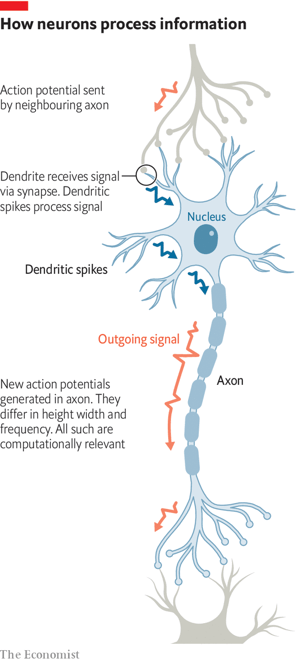 How neurons process information
Action potential sent
by neighbouring axon
Dendrite receives signal
via synapse. Dendritic
spikes process signal
Nucleus
Dendritic spikes
Outgoing signal
Axon
New action potentials
generated in axon. They
differ in height width and
frequency. All such are
computationally relevant
The Economist